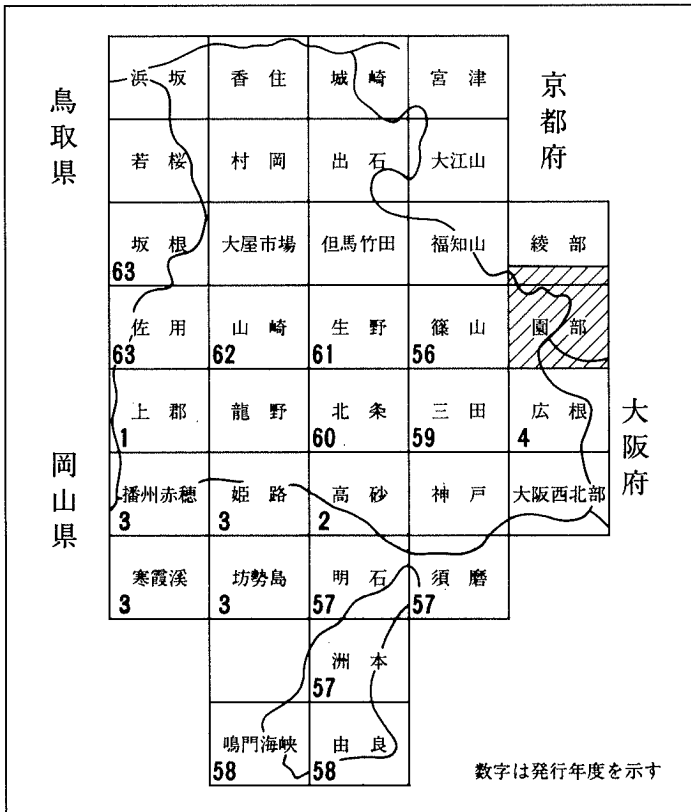 鳥取県
京都府
大阪府
岡山県
浜坂 香住 城崎 宮津
若桜 村岡 出石 大江山
坂根 大屋市場 但馬竹田 福知山 綾部
63
佐用 山崎 生野 篠山 園部
63 62 61 56
上郡 龍野 北条 三田 広根
1 60 59 4
播州赤穂 姫路 高砂 神戸 大阪西北部
3 3 2
寒霞渓 坊勢島 明石 須磨
3 3 57 57
洲本
57
鳴門海峡 由良
58 58
数字は発行年度を示す